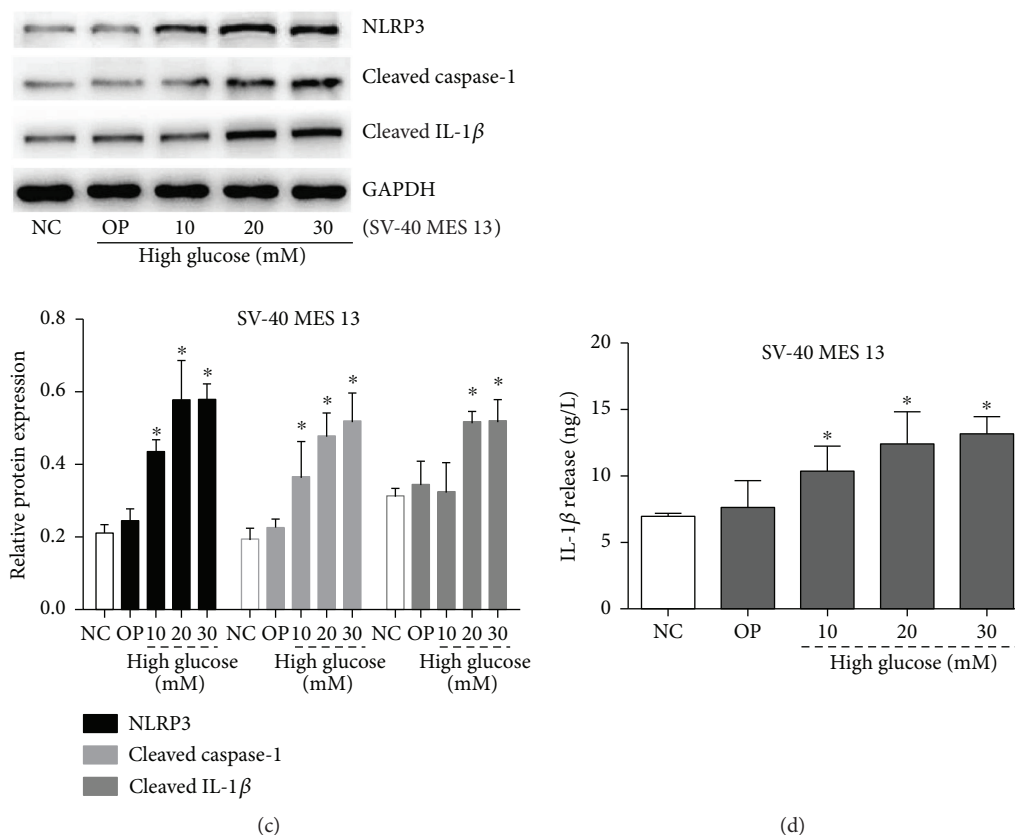 NLRP3
Cleaved caspase-1
Cleaved IL-1β
GAPDH
NC OP 10 20 30 (SV-40 MES 13)
High glucose (mM)
SV-40 MES 13
Relative protein expression
0.8
0.6
0.4
0.2
0.0
* * * * * * * *
NC OP 10 20 30 NC OP 10 20 30 NC OP 10 20 30
High glucose High glucose High glucose
(mM) (mM) (mM)
NLRP3
Cleaved caspase-1
Cleaved IL-1β
(c)
SV-40 MES 13
IL-1β release (ng/L)
20
15
10
5
0
* * *
NC OP 10 20 30
High glucose (mM)
(d)